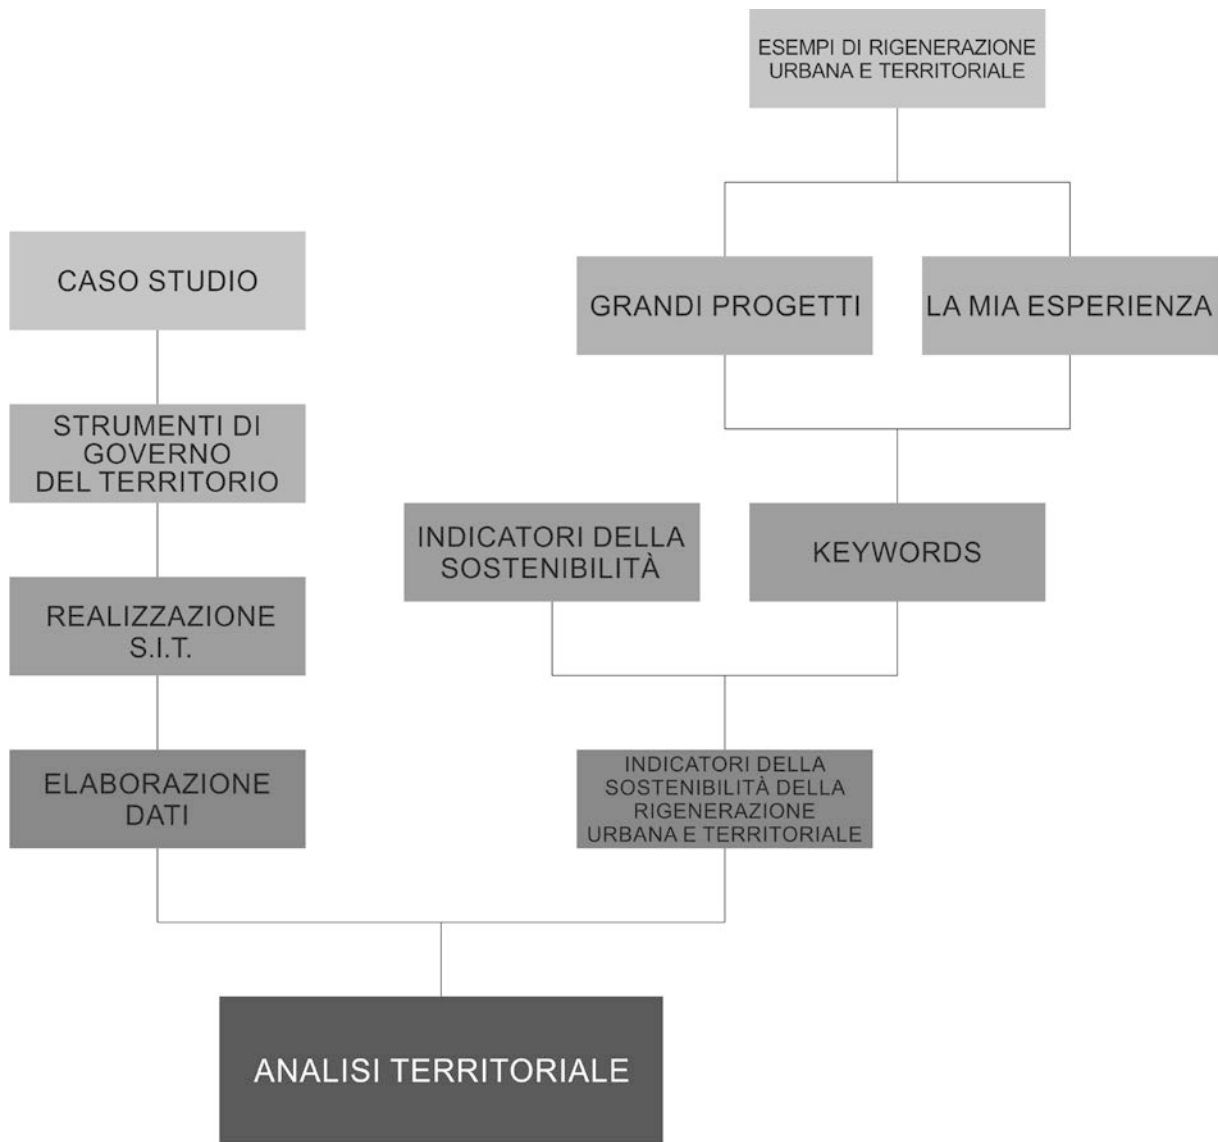 ESEMPI DI RIGENERAZIONE
URBANA E TERRITORIALE
CASO STUDIO
GRANDI PROGETTI
LA MIA ESPERIENZA
STRUMENTI DI
GOVERNO
DEL TERRITORIO
INDICATORI DELLA
SOSTENIBILITÀ
KEYWORDS
REALIZZAZIONE
S.I.T.
ELABORAZIONE
DATI
INDICATORI DELLA
SOSTENIBILITÀ DELLA
RIGENERAZIONE
URBANA E TERRITORIALE
ANALISI TERRITORIALE